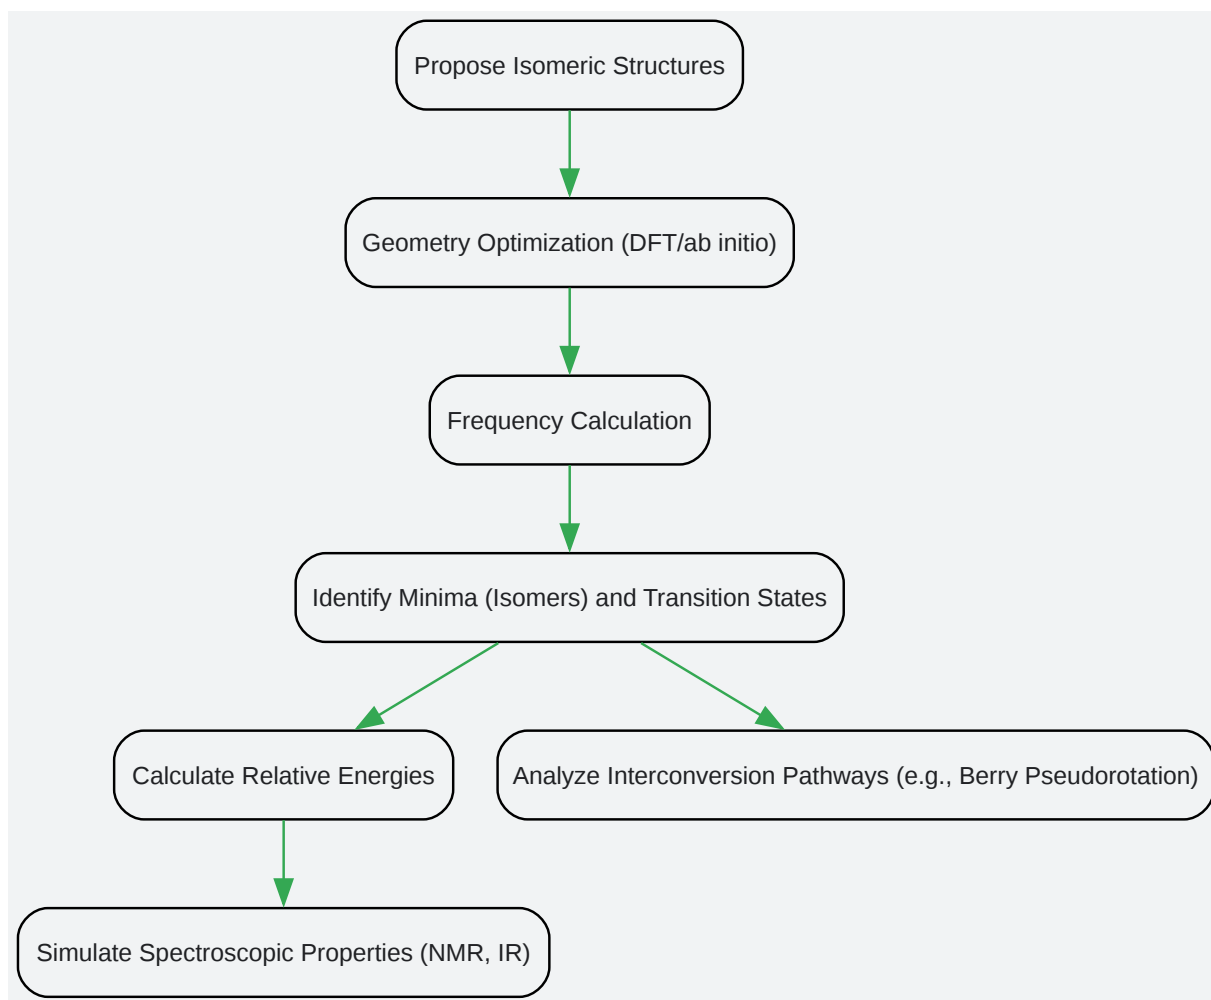 Propose Isomeric Structures
Geometry Optimization (DFT/ab initio)
Frequency Calculation
Identify Minima (Isomers) and Transition States
Calculate Relative Energies
Analyze Interconversion Pathways (e.g., Berry Pseudorotation)
Simulate Spectroscopic Properties (NMR, IR)